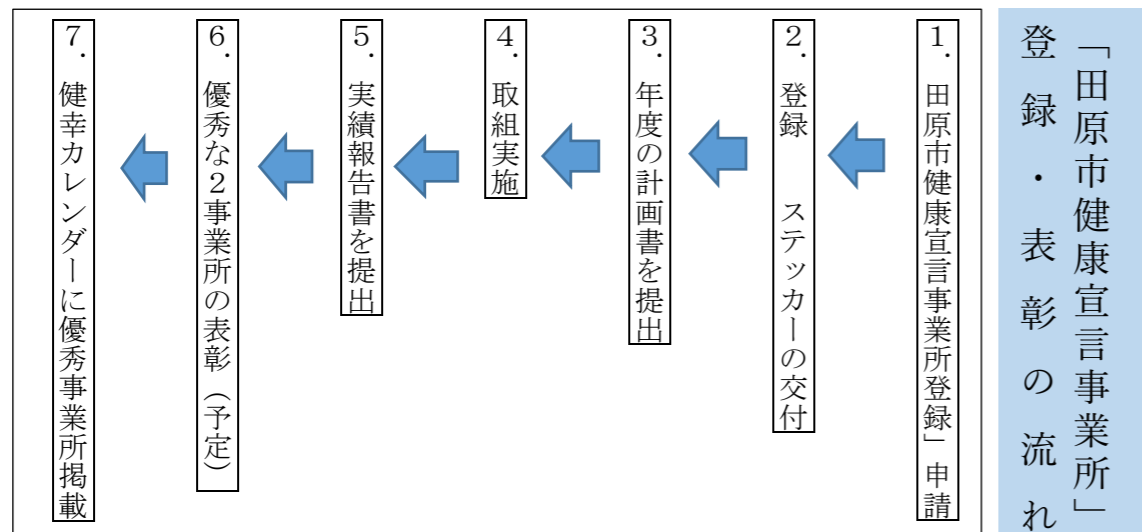 「田原市健康宣言事業所」
登録・表彰の流れ
1．田原市健康宣言事業所登録」申請
2．登録　　ステッカーの交付
3．年度の計画書を提出
4．取組実施
5．実績報告書を提出
6．優秀な2事業所の表彰（予定）
7．健幸カレンダーに優秀事業所掲載